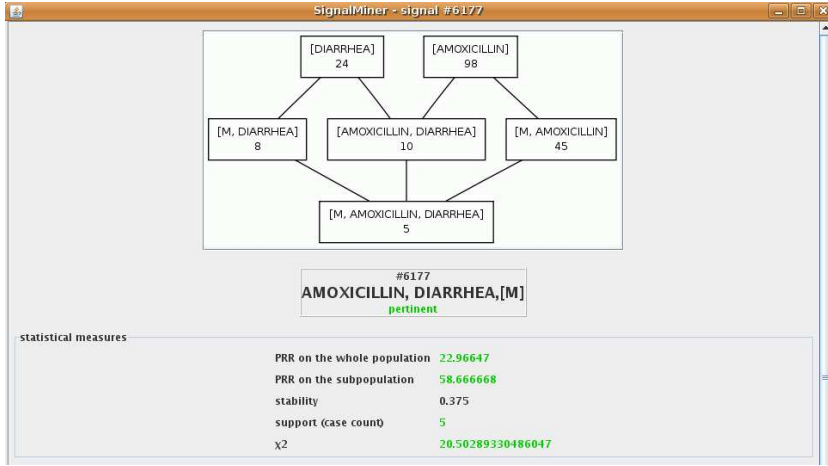 SignalMiner - signal #6177
[DIARRHEA]
24
[AMOXICILLIN]
98
[M, DIARRHEA]
8
[AMOXICILLIN, DIARRHEA]
10
[M, AMOXICILLIN]
45
[M, AMOXICILLIN, DIARRHEA]
5
#6177
AMOXICILLIN, DIARRHEA,[M]
pertinent
statistical measures
PRR on the whole population 22.96647
PRR on the subpopulation 58.666668
stability 0.375
support (case count) 5
χ2 20.50289330486047